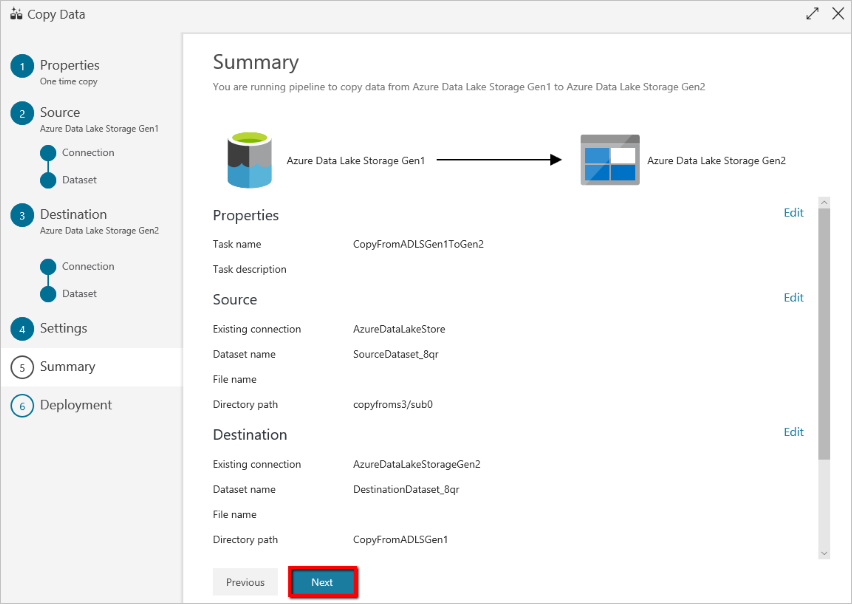 Copy Data
1 Properties
One time copy
2 Source
Azure Data Lake Storage Gen1
Connection
Dataset
3 Destination
Azure Data Lake Storage Gen2
Connection
Dataset
4 Settings
5 Summary
6 Deployment
Summary
You are running pipeline to copy data from Azure Data Lake Storage Gen1 to Azure Data Lake Storage Gen2
Azure Data Lake Storage Gen1 Azure Data Lake Storage Gen2
Properties Edit
Task name CopyFromADLSGen1ToGen2
Task description
Source Edit
Existing connection AzureDataLakeStore
Dataset name SourceDataset_8qr
File name
Directory path copyfroms3/sub0
Destination Edit
Existing connection AzureDataLakeStorageGen2
Dataset name DestinationDataset_8qr
File name
Directory path CopyFromADLSGen1
Previous Next